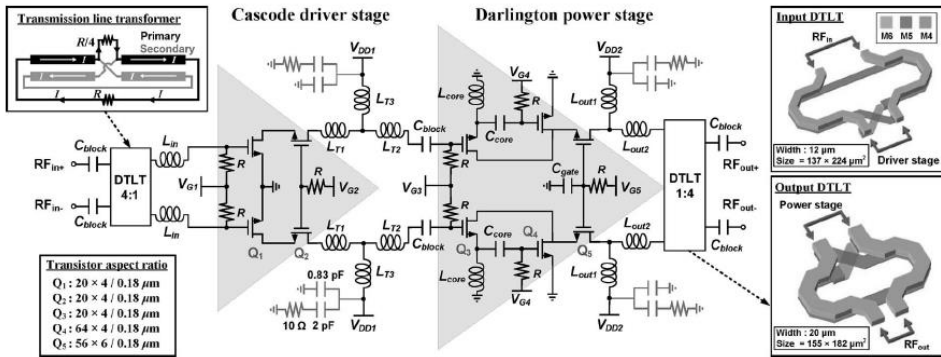 Transmission line transformer
Primary
Secondary
R/4
I
I
I
R
I
Cascode driver stage
Darlington power stage
Input DTLT
M6 M5 M4
RFin
Driver stage
Width : 12 μm
Size = 137 × 224 μm²
Output DTLT
Power stage
Width : 20 μm
Size = 155 × 182 μm²
RFout
RFin+
RFin-
Cblock
Cblock
DTLT
4:1
Lin
Lin
VG1
R
R
Q1
Q2
R
VG2
LT1
LT1
LT2
LT2
LT3
LT3
VDD1
VDD1
0.83 pF
10 Ω
2 pF
Cblock
Cblock
VG3
R
R
Lcore
Lcore
Ccore
Ccore
VG4
VG4
R
R
Q3
Q4
Q5
Cgate
R
VG5
VDD2
VDD2
Lout1
Lout1
Lout2
Lout2
DTLT
1:4
Cblock
Cblock
RFout+
RFout-
Transistor aspect ratio
Q1 : 20 × 4 / 0.18 μm
Q2 : 20 × 4 / 0.18 μm
Q3 : 20 × 4 / 0.18 μm
Q4 : 64 × 4 / 0.18 μm
Q5 : 56 × 6 / 0.18 μm